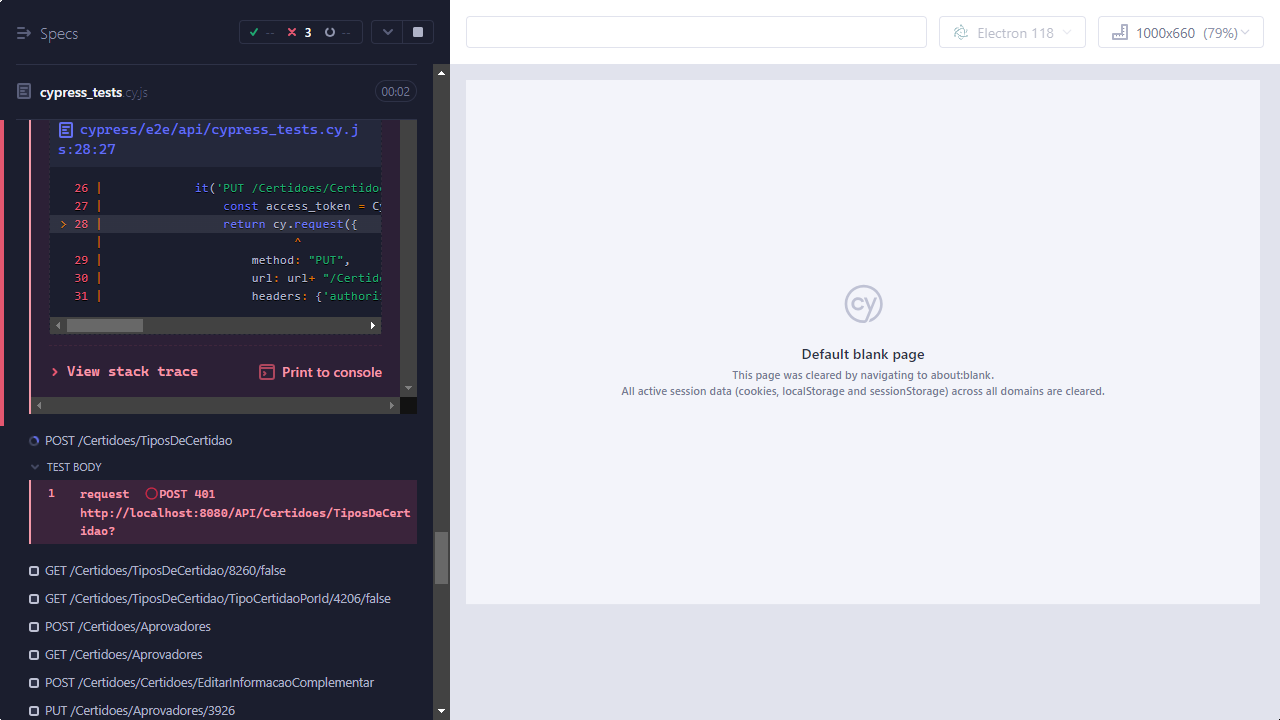 Specs
-- 3 --
Electron 118
1000x660 (79%)
cypress_tests.cy.js
00:02
cypress/e2e/api/cypress_tests.cy.j
s:28:27
26 | it('PUT /Certidoes/Certido
27 | const access_token = Cy
> 28 | return cy.request({
| ^
29 | method: "PUT",
30 | url: url+ "/Certido
31 | headers: {'authoriz
> View stack trace
Print to console
POST /Certidoes/TiposDeCertidao
TEST BODY
1 request POST 401
http://localhost:8080/API/Certidoes/TiposDeCert
idao?
GET /Certidoes/TiposDeCertidao/8260/false
GET /Certidoes/TiposDeCertidao/TipoCertidaoPorId/4206/false
POST /Certidoes/Aprovadores
GET /Certidoes/Aprovadores
POST /Certidoes/Certidoes/EditarInformacaoComplementar
PUT /Certidoes/Aprovadores/3926
cy
Default blank page
This page was cleared by navigating to about:blank.
All active session data (cookies, localStorage and sessionStorage) across all domains are cleared.